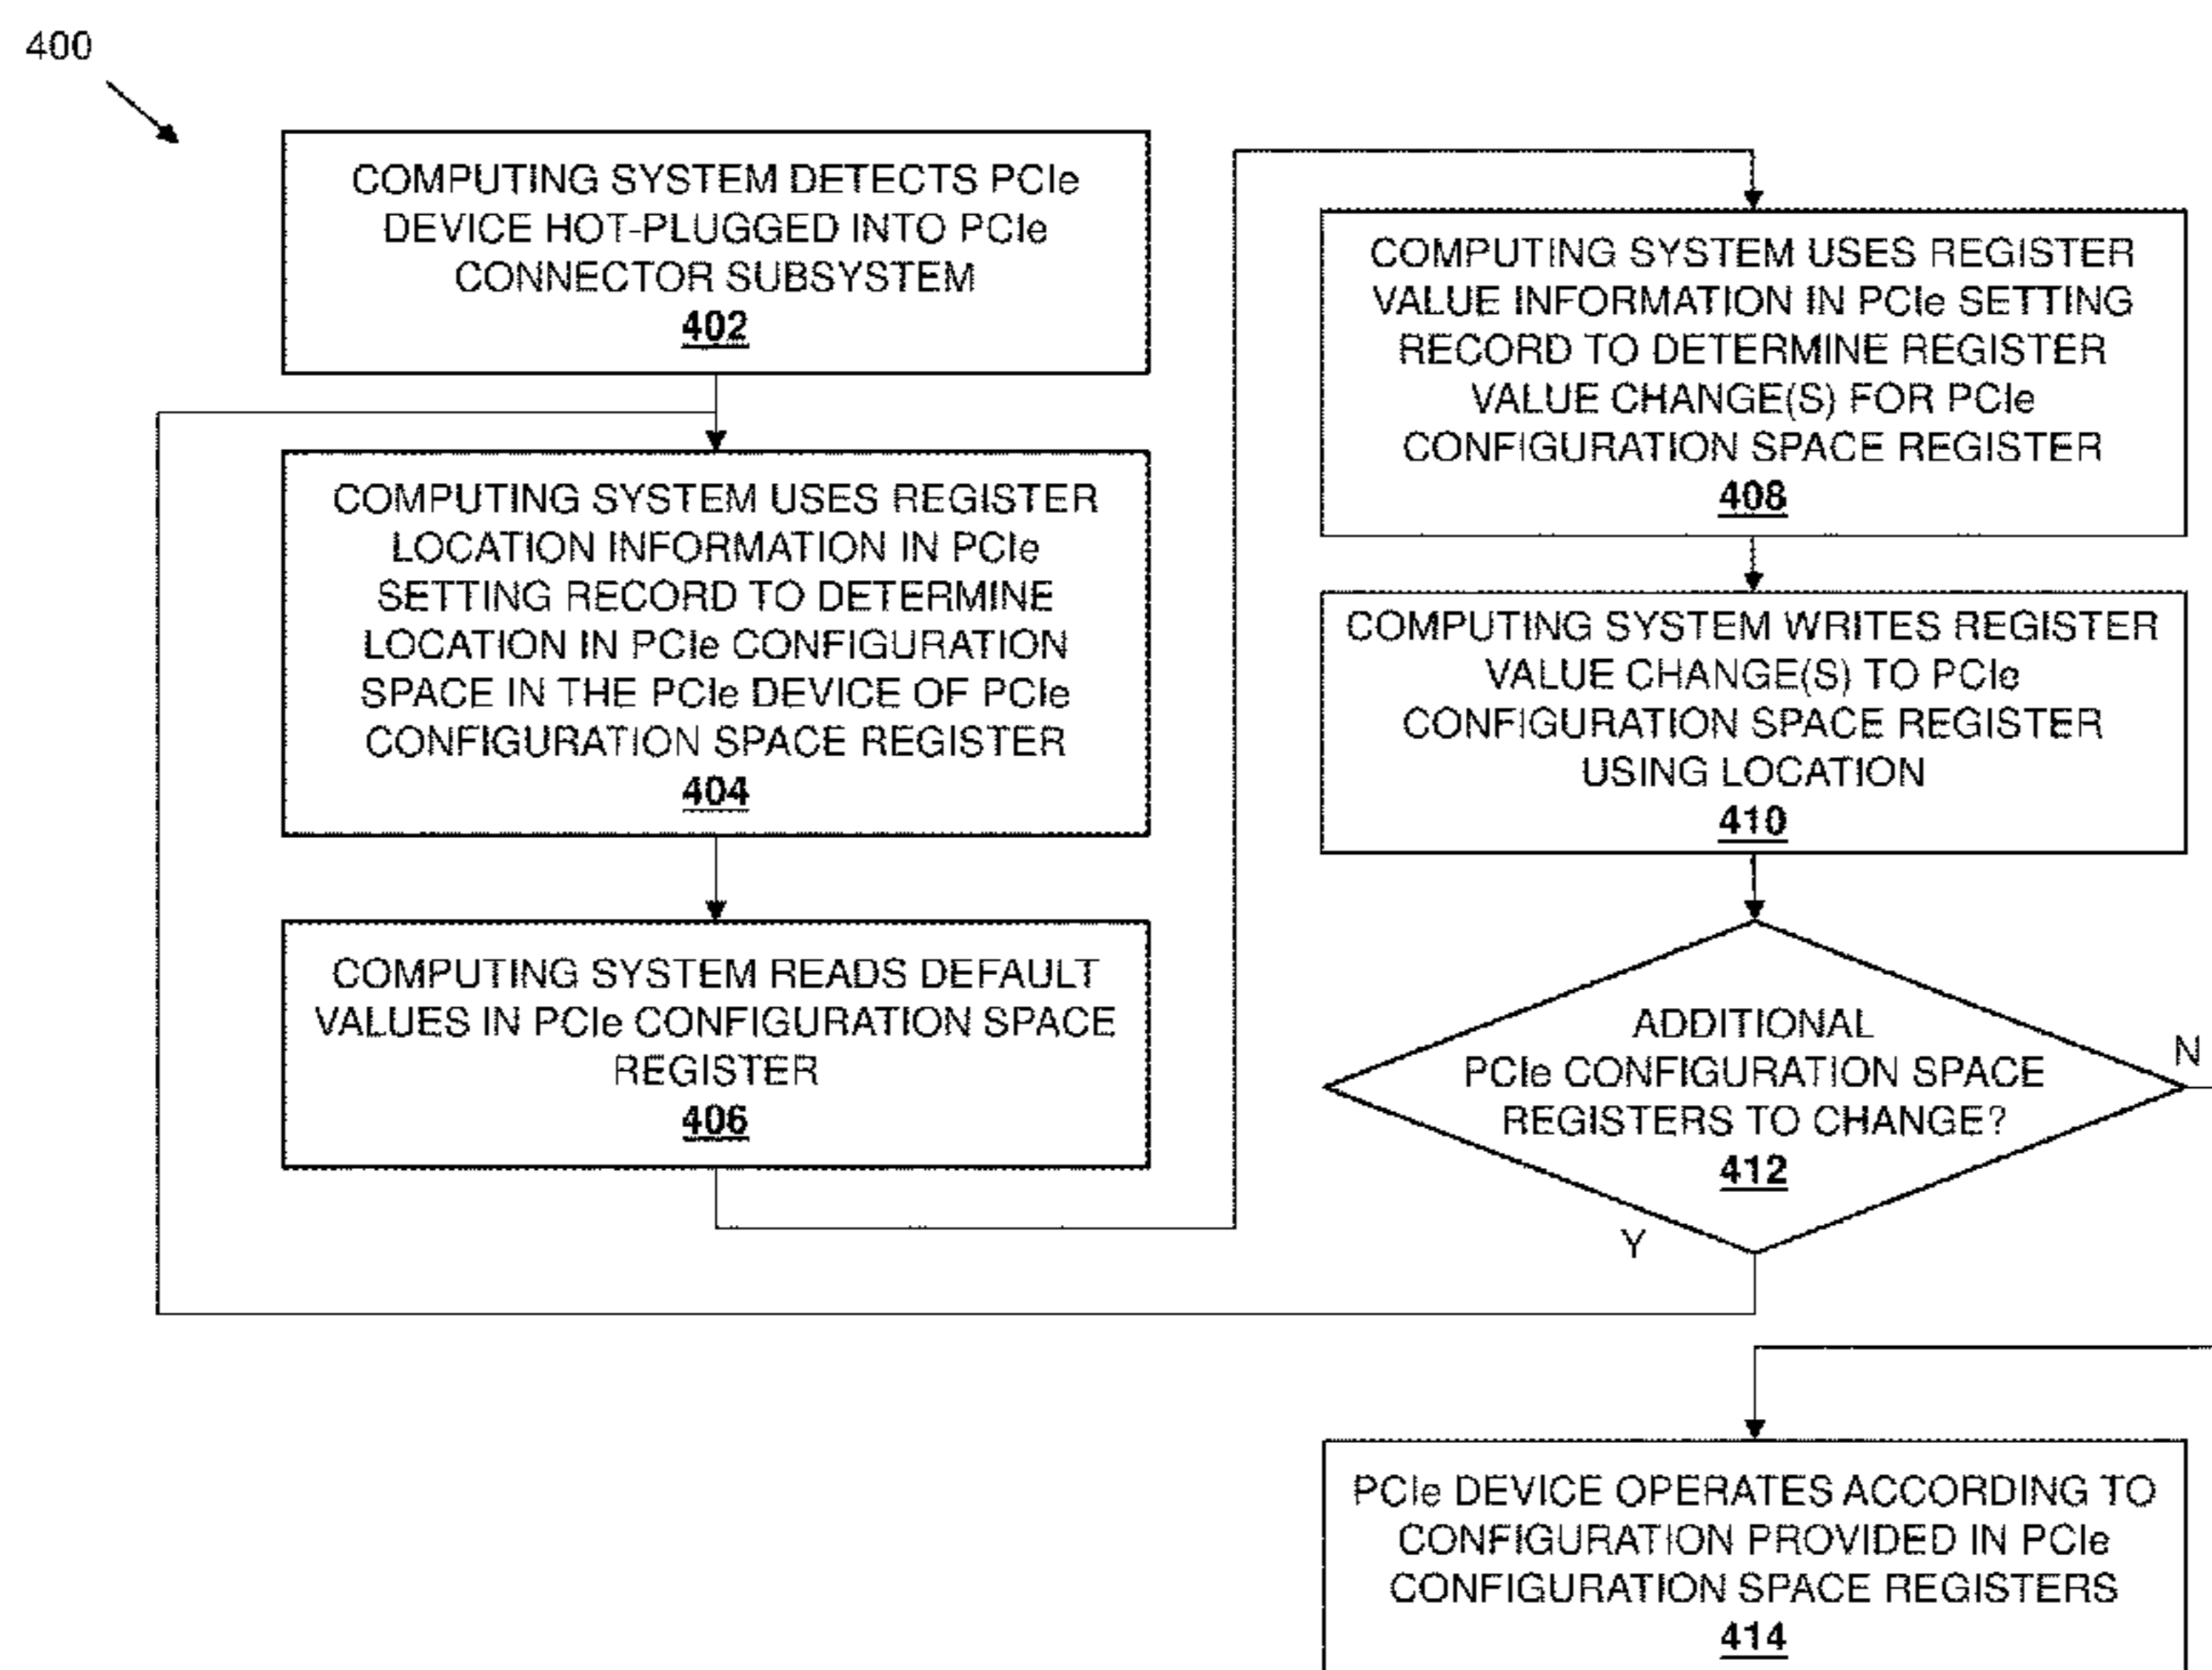 400
COMPUTING SYSTEM DETECTS PCIe
DEVICE HOT-PLUGGED INTO PCIe
CONNECTOR SUBSYSTEM
402
COMPUTING SYSTEM USES REGISTER
LOCATION INFORMATION IN PCIe
SETTING RECORD TO DETERMINE
LOCATION IN PCIe CONFIGURATION
SPACE IN THE PCIe DEVICE OF PCIe
CONFIGURATION SPACE REGISTER
404
COMPUTING SYSTEM READS DEFAULT
VALUES IN PCIe CONFIGURATION SPACE
REGISTER
406
COMPUTING SYSTEM USES REGISTER
VALUE INFORMATION IN PCIe SETTING
RECORD TO DETERMINE REGISTER
VALUE CHANGE(S) FOR PCIe
CONFIGURATION SPACE REGISTER
408
COMPUTING SYSTEM WRITES REGISTER
VALUE CHANGE(S) TO PCIe
CONFIGURATION SPACE REGISTER
USING LOCATION
410
ADDITIONAL
PCIe CONFIGURATION SPACE
REGISTERS TO CHANGE?
412
N
Y
PCIe DEVICE OPERATES ACCORDING TO
CONFIGURATION PROVIDED IN PCIe
CONFIGURATION SPACE REGISTERS
414